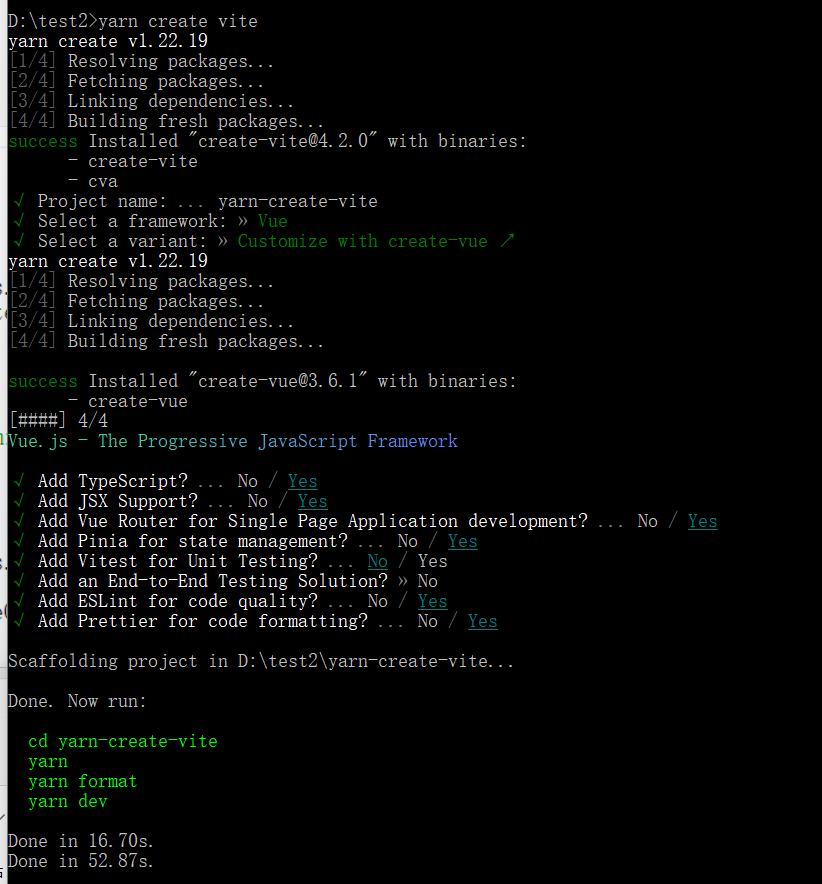 D:\test2>yarn create vite
yarn create v1.22.19
[1/4] Resolving packages...
[2/4] Fetching packages...
[3/4] Linking dependencies...
[4/4] Building fresh packages...
success Installed "create-vite@4.2.0" with binaries:
- create-vite
- cva
√ Project name: ... yarn-create-vite
√ Select a framework: » Vue
√ Select a variant: » Customize with create-vue ↗
yarn create v1.22.19
[1/4] Resolving packages...
[2/4] Fetching packages...
[3/4] Linking dependencies...
[4/4] Building fresh packages...
success Installed "create-vue@3.6.1" with binaries:
- create-vue
[####] 4/4
Vue.js - The Progressive JavaScript Framework
√ Add TypeScript? ... No / Yes
√ Add JSX Support? ... No / Yes
√ Add Vue Router for Single Page Application development? ... No / Yes
√ Add Pinia for state management? ... No / Yes
√ Add Vitest for Unit Testing? ... No / Yes
√ Add an End-to-End Testing Solution? » No
√ Add ESLint for code quality? ... No / Yes
√ Add Prettier for code formatting? ... No / Yes
Scaffolding project in D:\test2\yarn-create-vite...
Done. Now run:
cd yarn-create-vite
yarn
yarn format
yarn dev
Done in 16.70s.
Done in 52.87s.